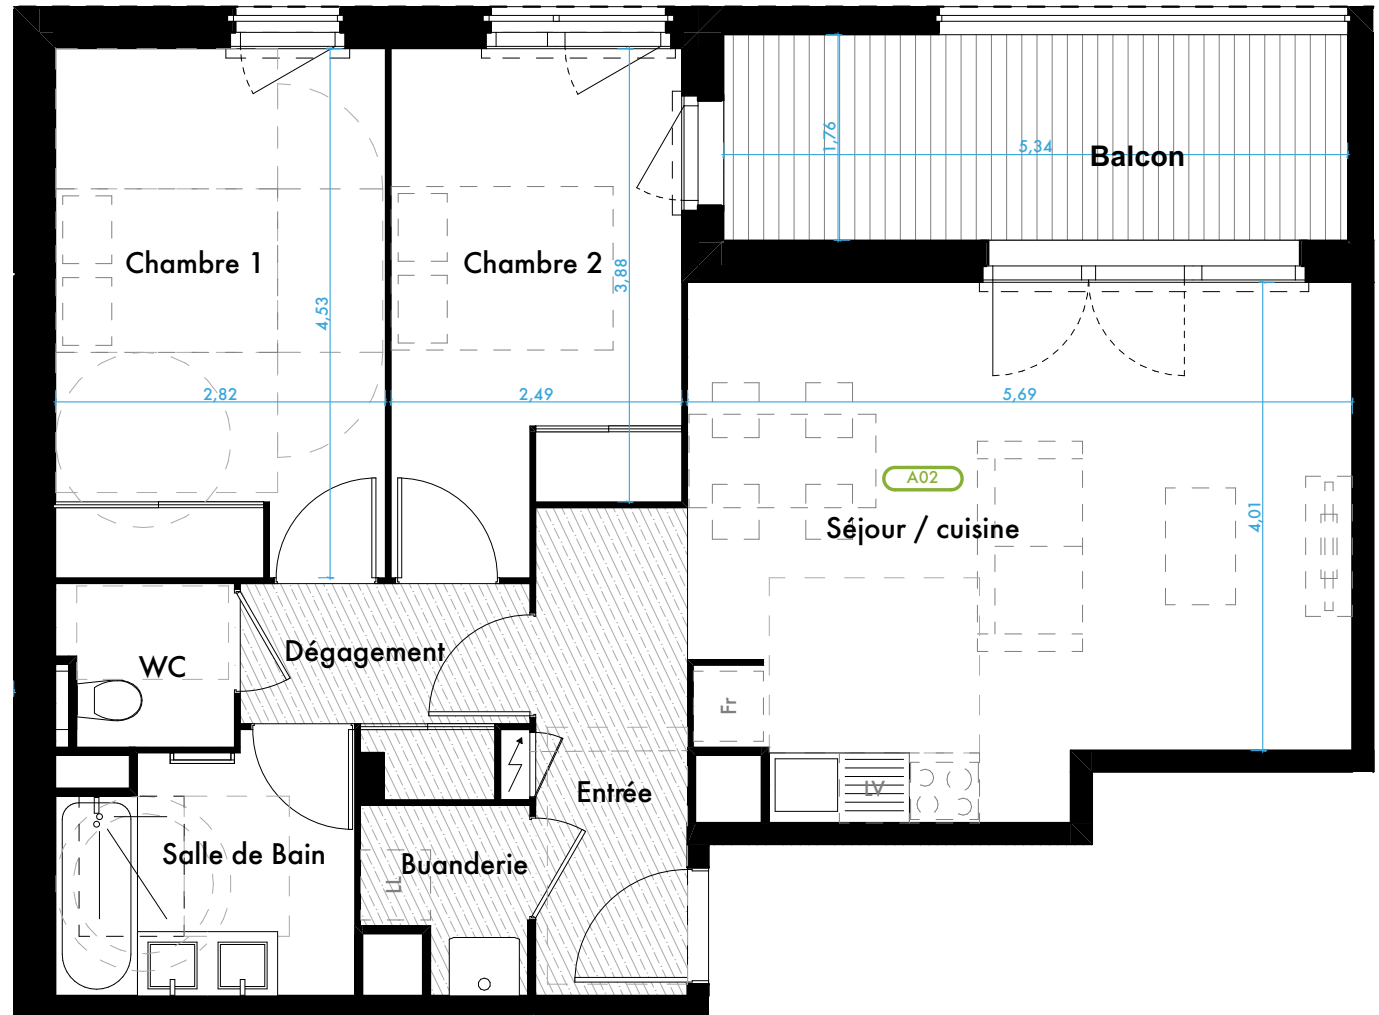 1,76
5,34
Balcon
Chambre 1
Chambre 2
3,88
4,53
2,82
2,49
5,69
A02
Séjour / cuisine
4,01
Dégagement
WC
Fr
Entrée
LV
Salle de Bain
Buanderie
LL